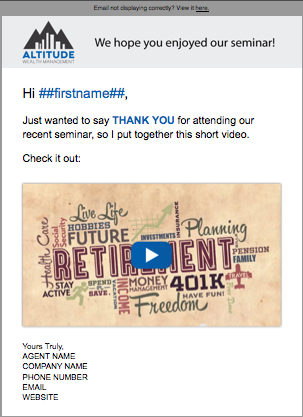 Email not displaying correctly? View it here.
ALTITUDE
WEALTH MANAGEMENT
We hope you enjoyed our seminar!
Hi ##firstname##,
Just wanted to say THANK YOU for attending our
recent seminar, so I put together this short video.
Check it out:
Live Life
HOBBIES
FUTURE
Social
Security
Health Care
INVESTMENTS
INSURANCE
Planning
RETIREMENT
PENSION
FAMILY
STAY
ACTIVE
SPEND
SAVE
INCOME
MONEY
MANAGEMENT
401K
TRAVEL
HAVE FUN!
Freedom
Yours Truly,
AGENT NAME
COMPANY NAME
PHONE NUMBER
EMAIL
WEBSITE